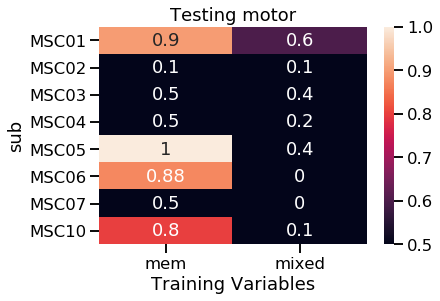 Testing motor
MSC01 0.9 0.6
MSC02 0.1 0.1
MSC03 0.5 0.4
MSC04 0.5 0.2
MSC05 1 0.4
MSC06 0.88 0
MSC07 0.5 0
MSC10 0.8 0.1
mem mixed
Training Variables
sub
1.0
0.9
0.8
0.7
0.6
0.5